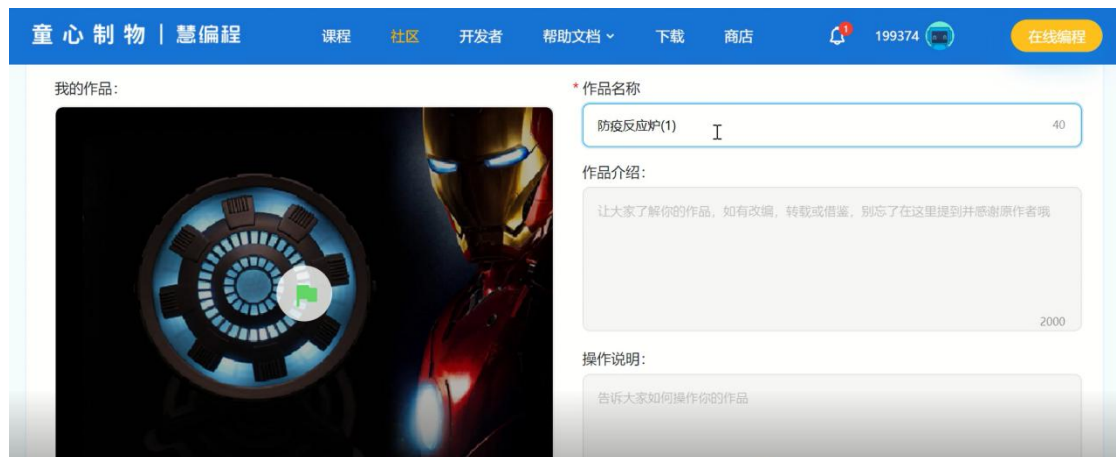 童心制物｜慧编程 课程 社区 开发者 帮助文档 下载 商店 1 199374 在线编程
我的作品：
* 作品名称
防疫反应炉(1) 40
作品介绍：
让大家了解你的作品，如有改编，转载或借鉴，别忘了在这里提到并感谢原作者哦
2000
操作说明：
告诉大家如何操作你的作品